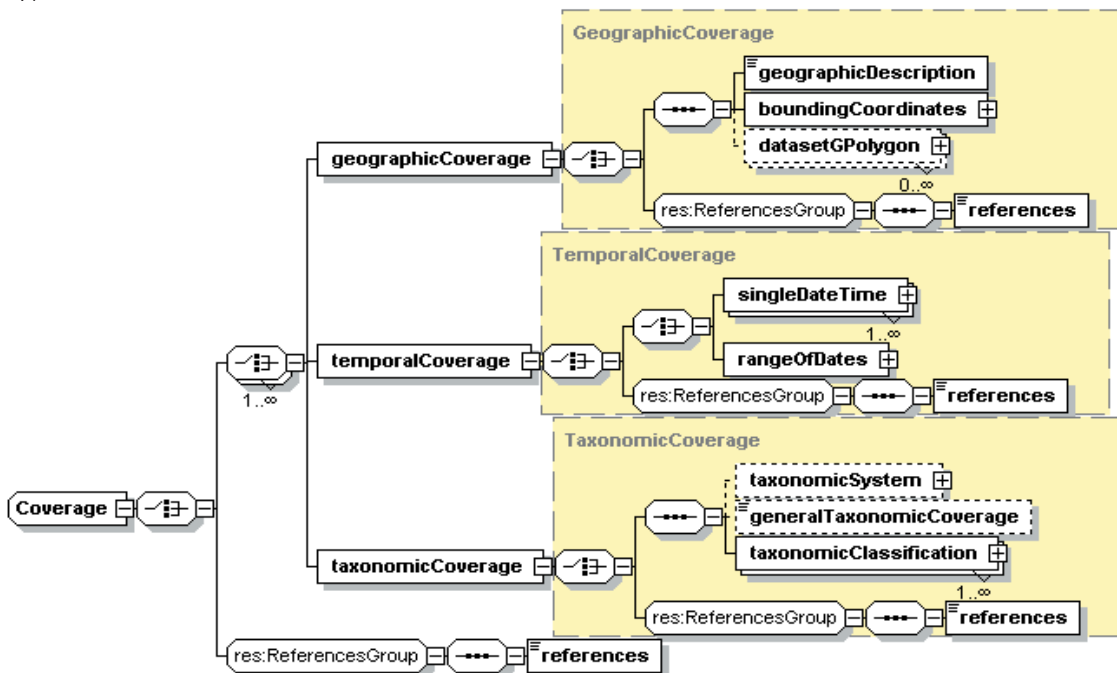 GeographicCoverage
geographicDescription
boundingCoordinates
geographicCoverage
datasetGPolygon
0..∞
res:ReferencesGroup
references
TemporalCoverage
singleDateTime
1..∞
temporalCoverage
rangeOfDates
res:ReferencesGroup
references
1..∞
TaxonomicCoverage
taxonomicSystem
Coverage
generalTaxonomicCoverage
taxonomicClassification
taxonomicCoverage
1..∞
res:ReferencesGroup
references
res:ReferencesGroup
references